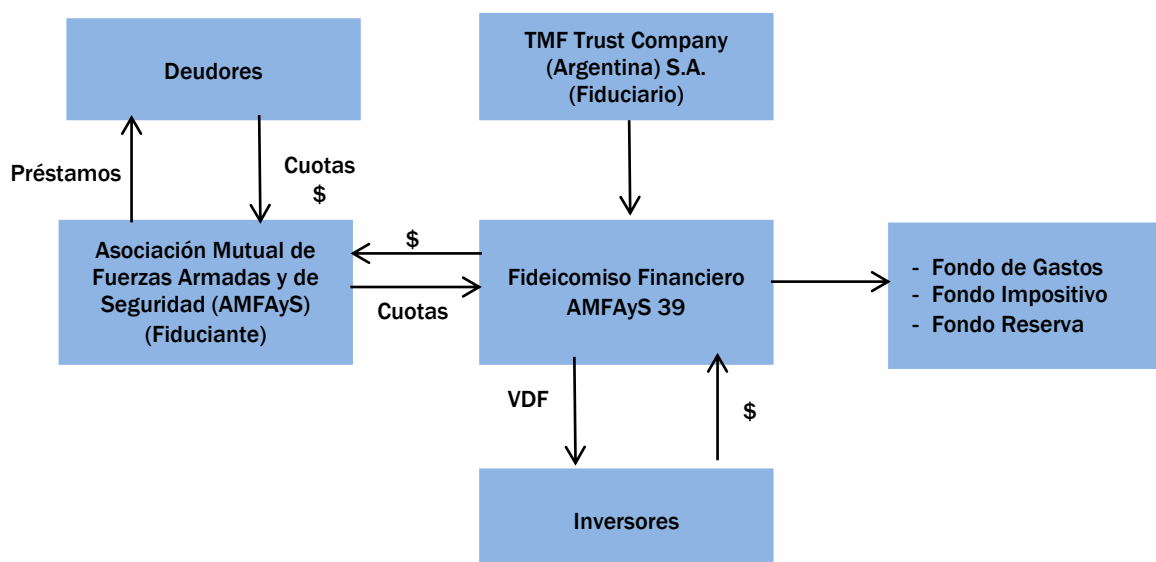 Deudores
TMF Trust Company
(Argentina) S.A.
(Fiduciario)
Préstamos
Cuotas
$
Asociación Mutual de
Fuerzas Armadas y de
Seguridad (AMFAyS)
(Fiduciante)
$
Cuotas
Fideicomiso Financiero
AMFAyS 39
- Fondo de Gastos
- Fondo Impositivo
- Fondo Reserva
VDF
$
Inversores